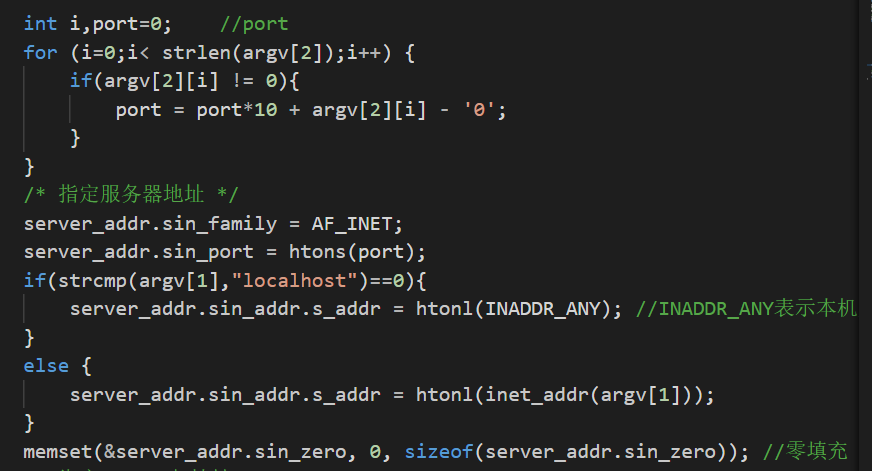 int i,port=0;    //port
for (i=0;i< strlen(argv[2]);i++) {
    if(argv[2][i] != 0){
        port = port*10 + argv[2][i] - '0';
    }
}
/* 指定服务器地址 */
server_addr.sin_family = AF_INET;
server_addr.sin_port = htons(port);
if(strcmp(argv[1],"localhost")==0){
    server_addr.sin_addr.s_addr = htonl(INADDR_ANY); //INADDR_ANY表示本机
}
else {
    server_addr.sin_addr.s_addr = htonl(inet_addr(argv[1]));
}
memset(&server_addr.sin_zero, 0, sizeof(server_addr.sin_zero)); //零填充